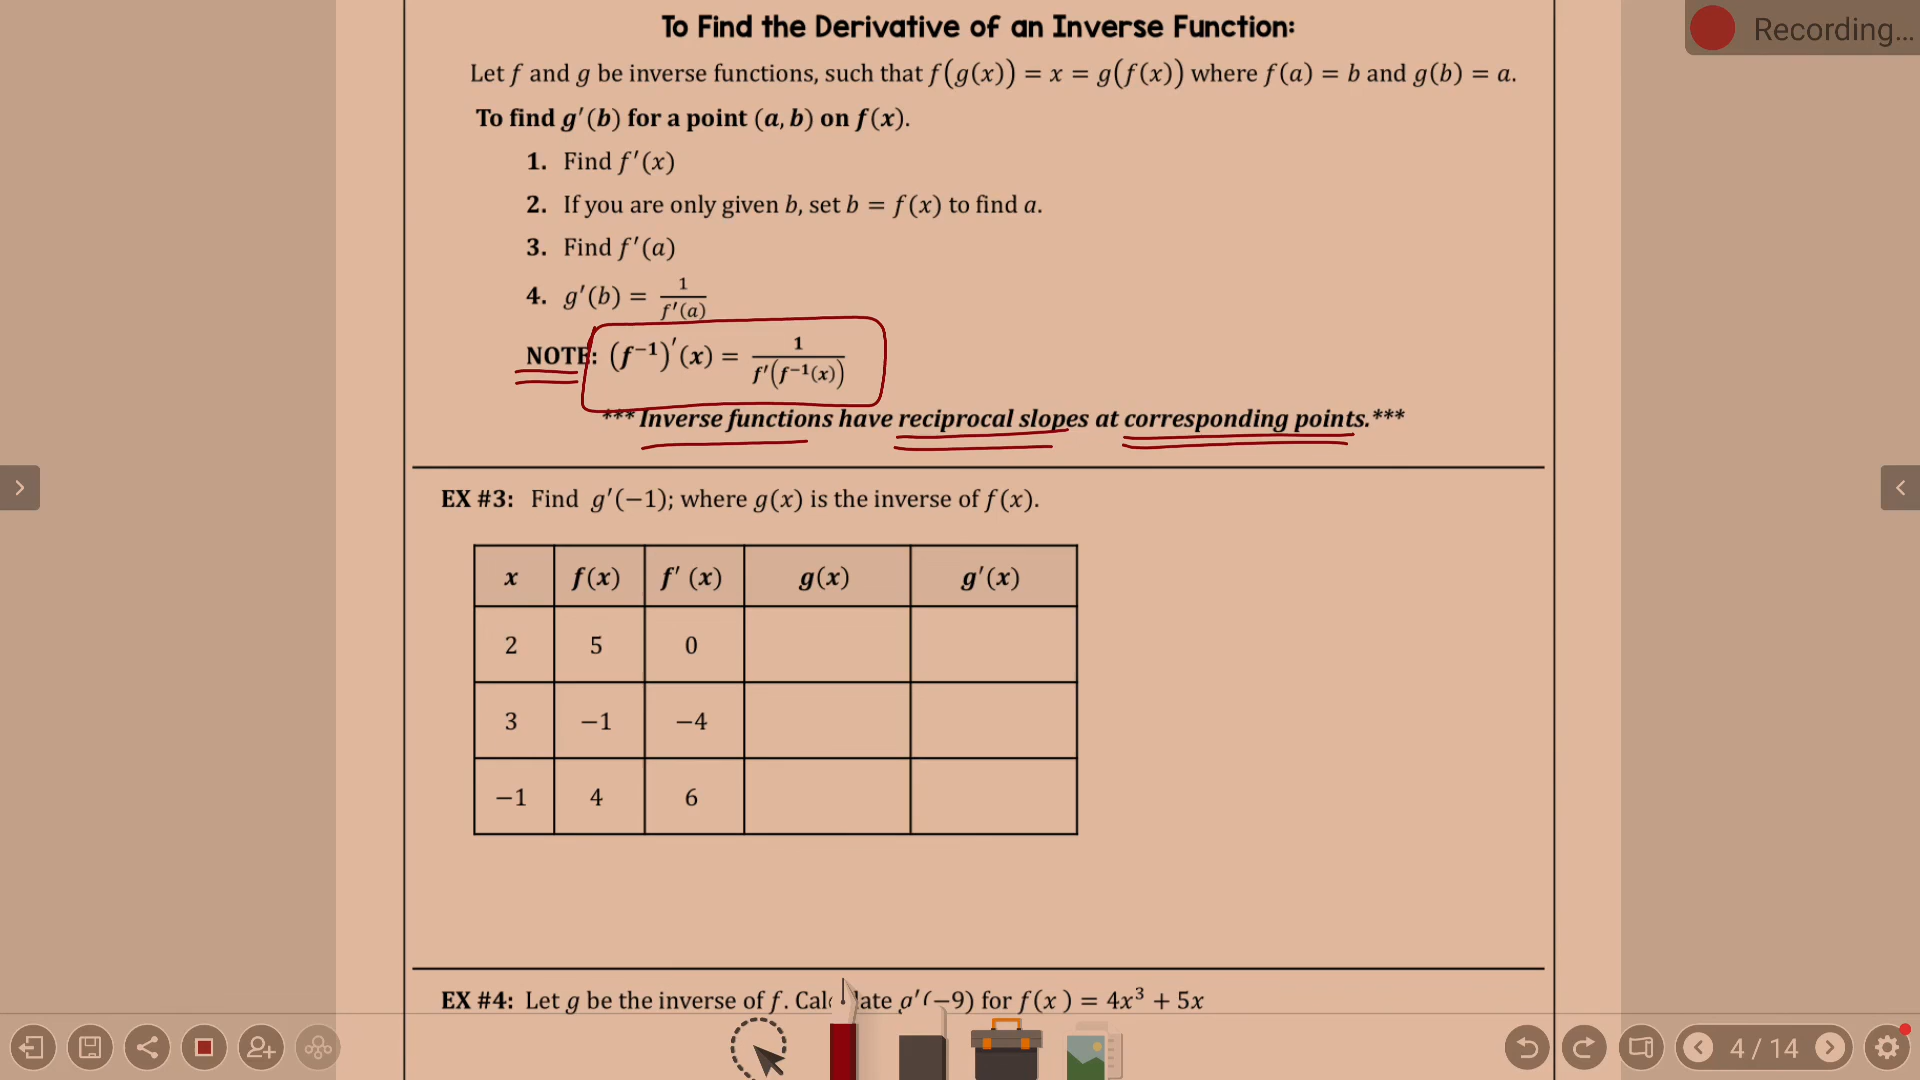 To Find the Derivative of an Inverse Function:
Recording...
Let f and g be inverse functions, such that f(g(x)) = x = g(f(x)) where f(a) = b and g(b) = a.
To find g′(b) for a point (a, b) on f(x).
1. Find f′(x)
2. If you are only given b, set b = f(x) to find a.
3. Find f′(a)
4. g′(b) = 1/f′(a)
NOTE: (f⁻¹)′(x) = 1/f′(f⁻¹(x))
*** Inverse functions have reciprocal slopes at corresponding points.***
EX #3: Find g′(−1); where g(x) is the inverse of f(x).
x f(x) f′ (x) g(x) g′(x)
2 5 0
3 −1 −4
−1 4 6
EX #4: Let g be the inverse of f. g′(−9) for f(x) = 4x³ + 5x
4 / 14